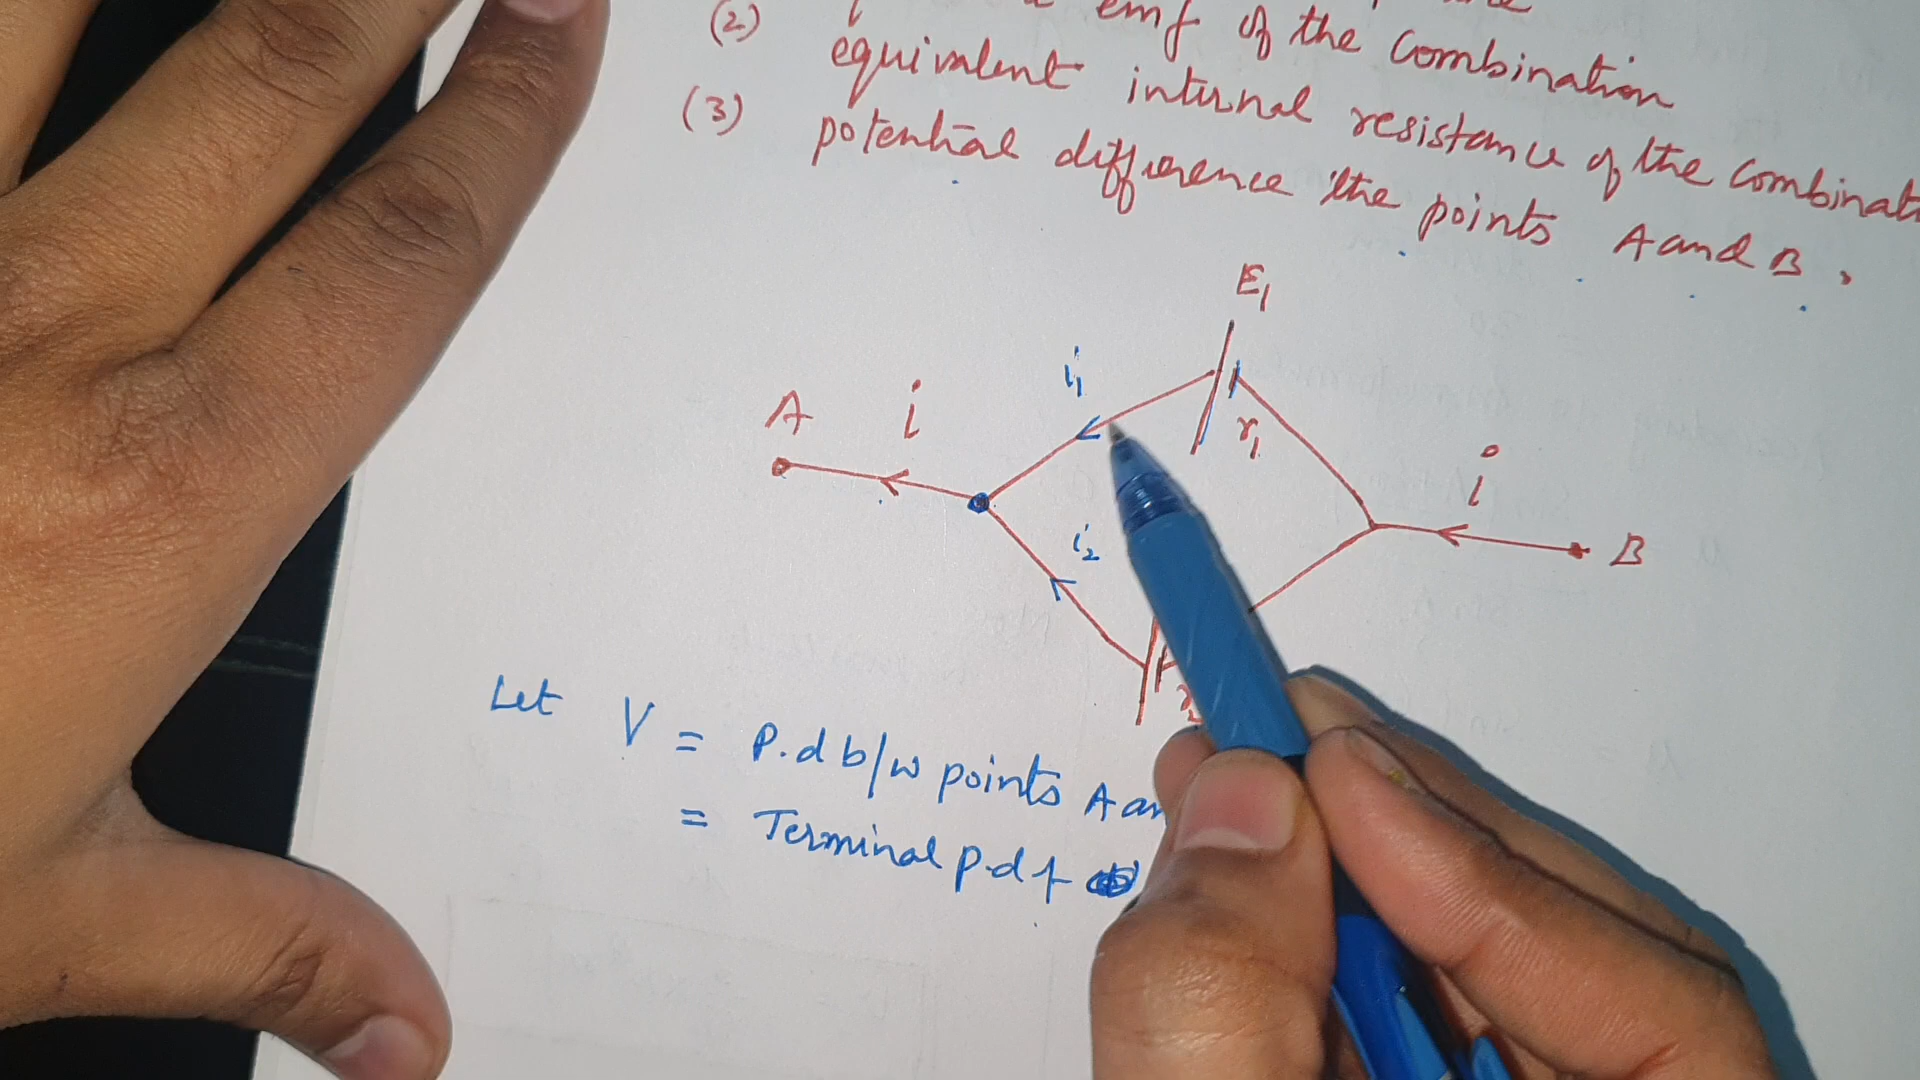 (2) emf of the combination
equivalent internal resistance of the combinat
(3) potential difference the points A and B.
E1
i1
A
i
r1
i
i2
B
r2
Let V = P.d b/w points A an
= Terminal p.d of